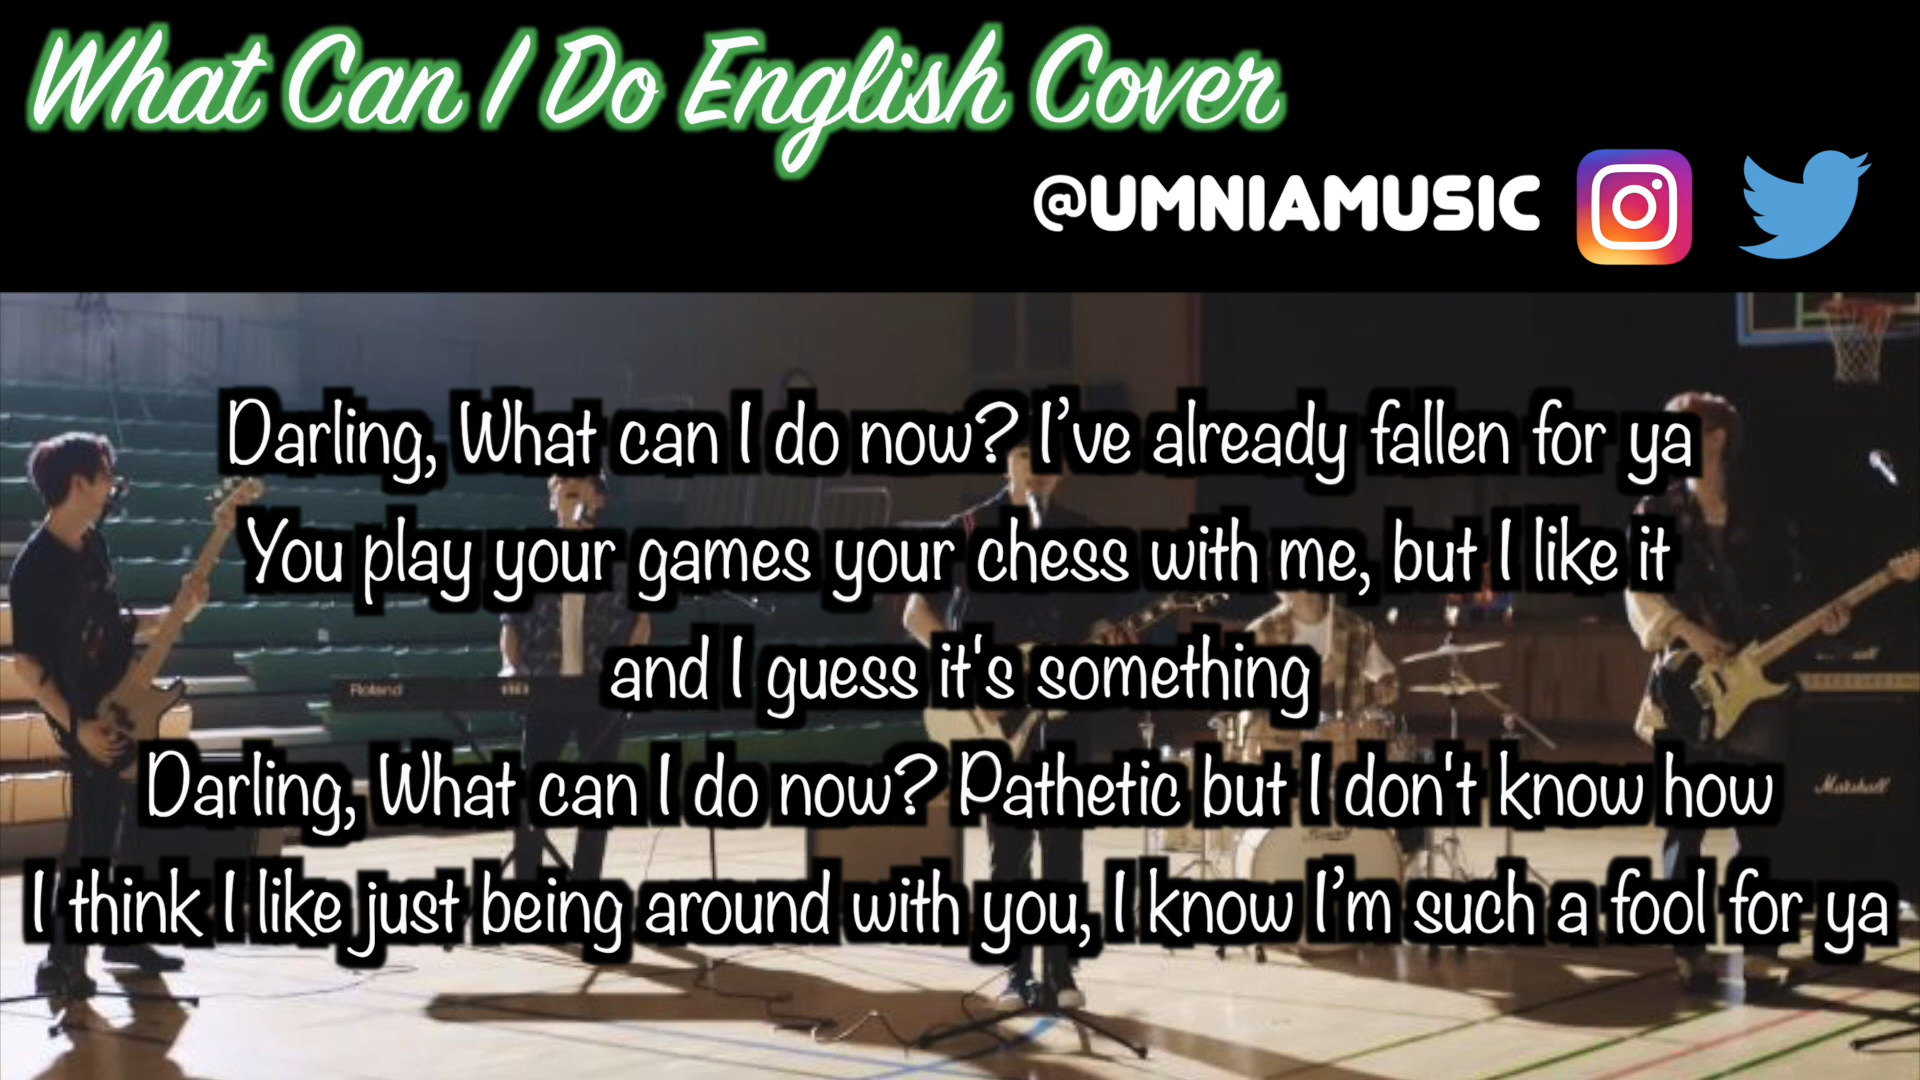 What Can I Do English Cover
@UMNIAMUSIC
Darling, What can I do now? I’ve already fallen for ya
You play your games your chess with me, but I like it
and I guess it's something
Roland
Darling, What can I do now? Pathetic but I don't know how
Marshall
I think I like just being around with you, I know I’m such a fool for ya